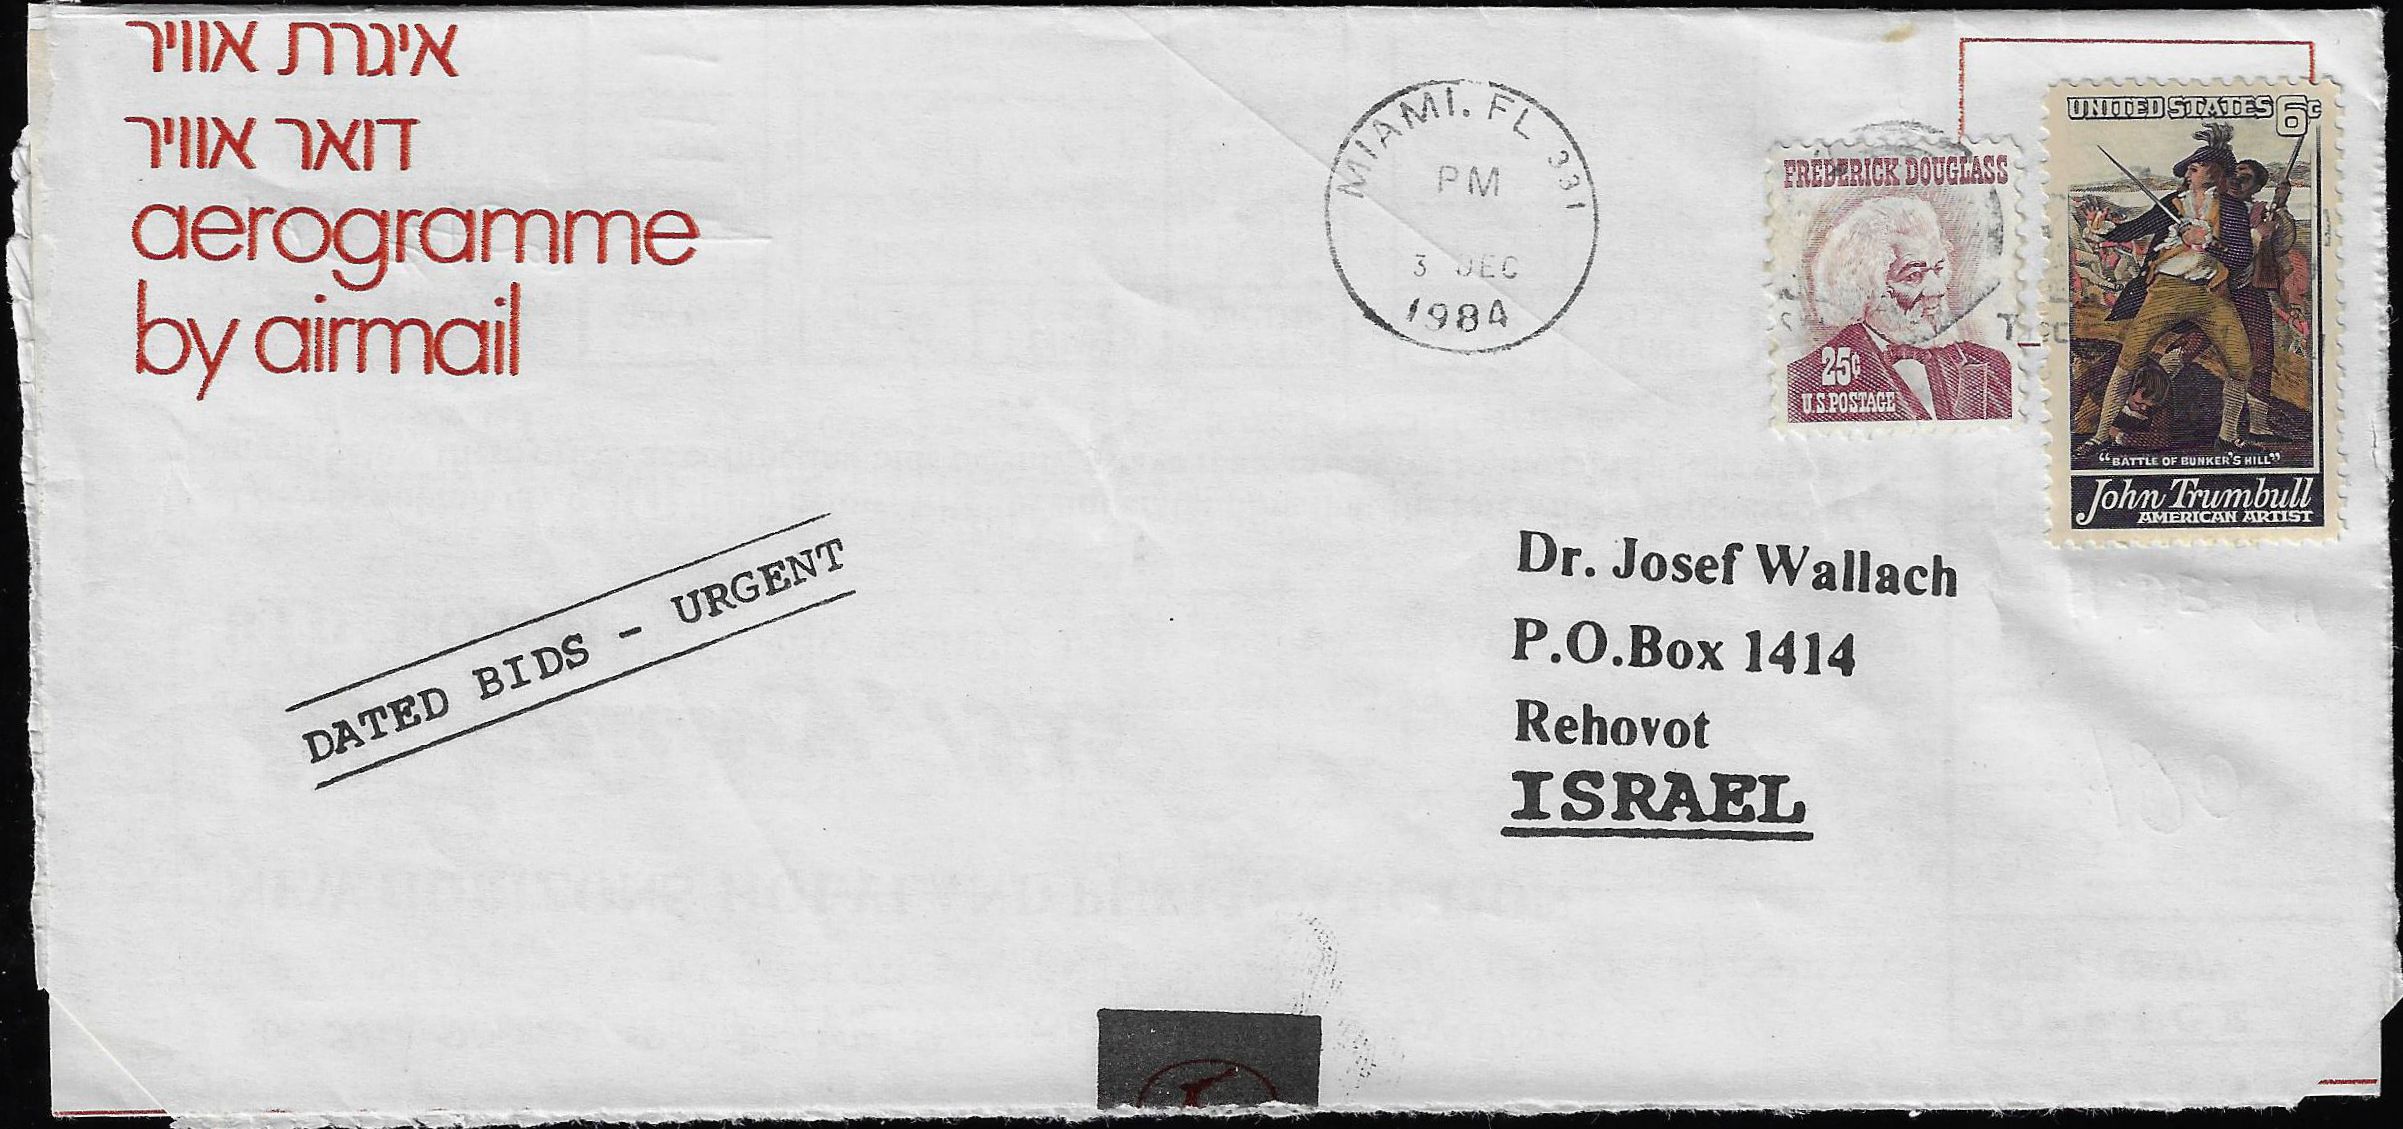 איגרת אוויר
דואר אוויר
aerogramme
by airmail
MIAMI. FL 331
PM
3 DEC
1984
FREDERICK DOUGLASS
25¢
U.S. POSTAGE
UNITED STATES 6c
"BATTLE OF BUNKER'S HILL"
John Trumbull
AMERICAN ARTIST
DATED BIDS - URGENT
Dr. Josef Wallach
P.O.Box 1414
Rehovot
ISRAEL